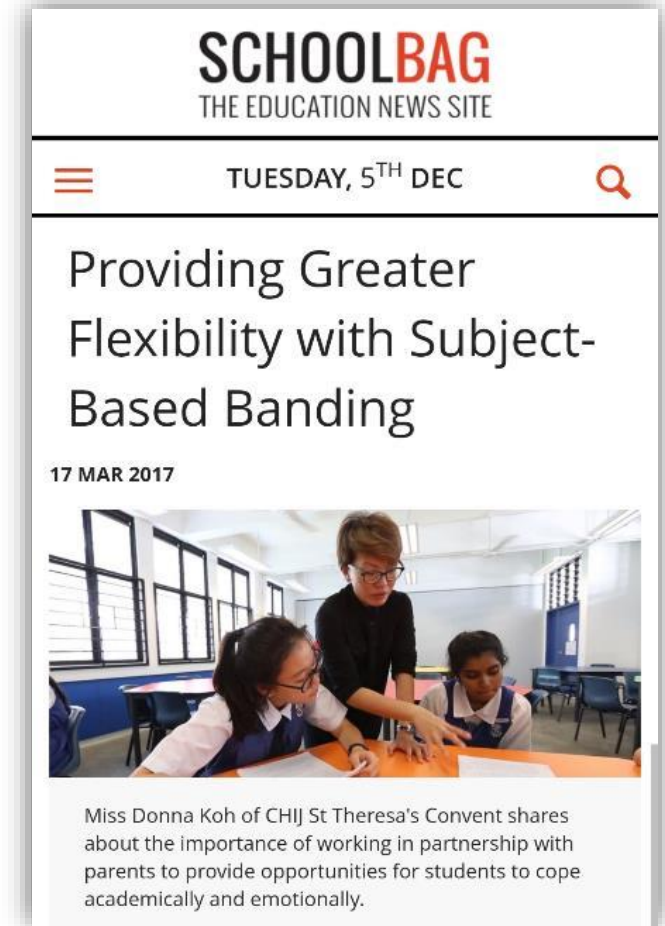 SCHOOLBAG
THE EDUCATION NEWS SITE
TUESDAY, 5TH DEC
Providing Greater
Flexibility with Subject-
Based Banding
17 MAR 2017
Miss Donna Koh of CHIJ St Theresa's Convent shares
about the importance of working in partnership with
parents to provide opportunities for students to cope
academically and emotionally.